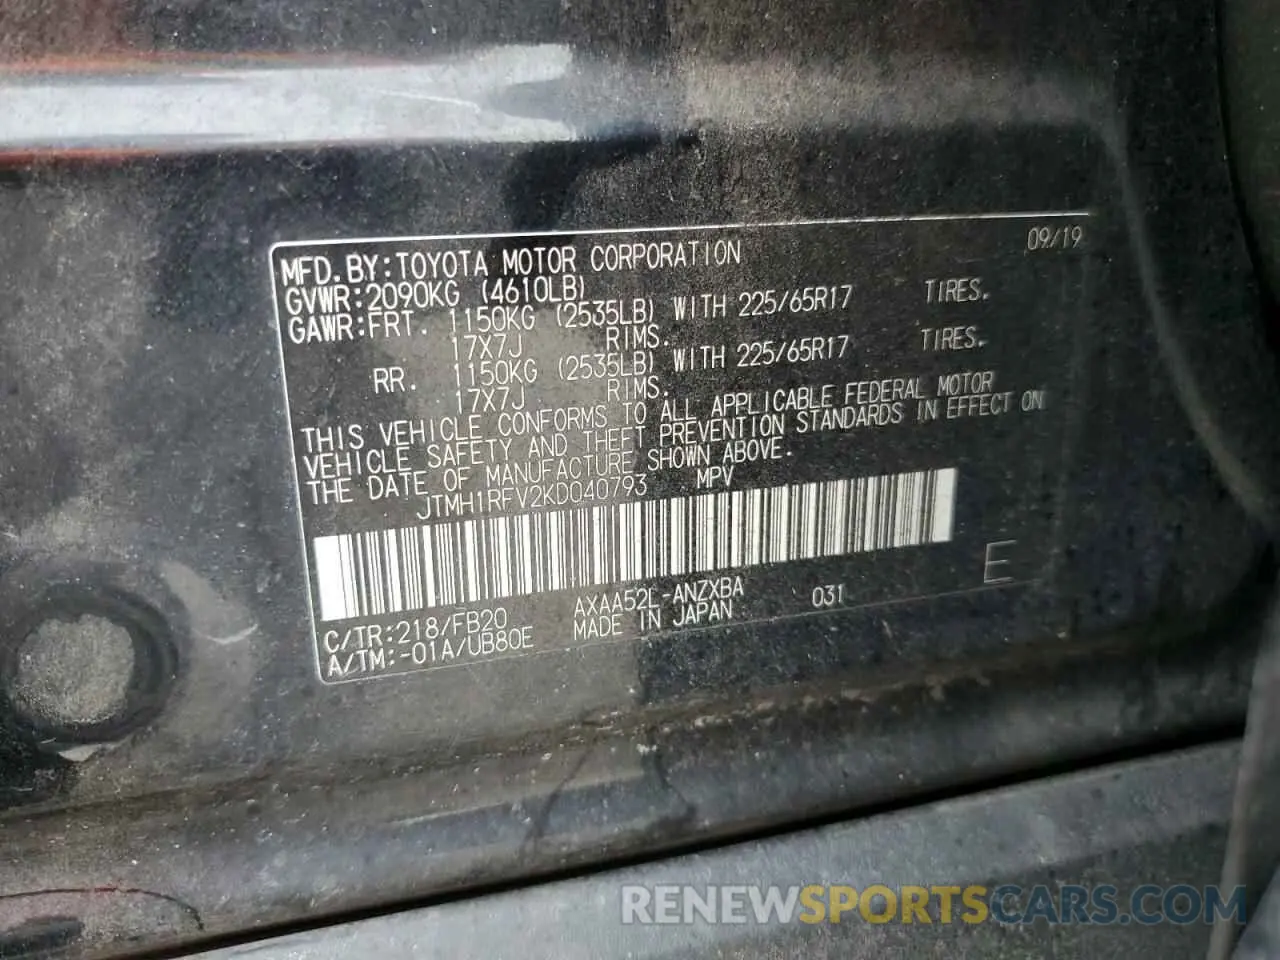 MFD.BY:TOYOTA MOTOR CORPORATION 09/19
GVWR:2090KG (4610LB)
GAWR:FRT. 1150KG (2535LB) WITH 225/65R17 TIRES.
17X7J RIMS.
RR. 1150KG (2535LB) WITH 225/65R17 TIRES.
17X7J RIMS.
THIS VEHICLE CONFORMS TO ALL APPLICABLE FEDERAL MOTOR
VEHICLE SAFETY AND THEFT PREVENTION STANDARDS IN EFFECT ON
THE DATE OF MANUFACTURE SHOWN ABOVE.
JTMH1RFV2KD040793 MPV
E
C/TR:218/FB20 AXAA52L-ANZXBA 031
A/TM:-01A/UB80E MADE IN JAPAN
RENEWSPORTSCARS.COM